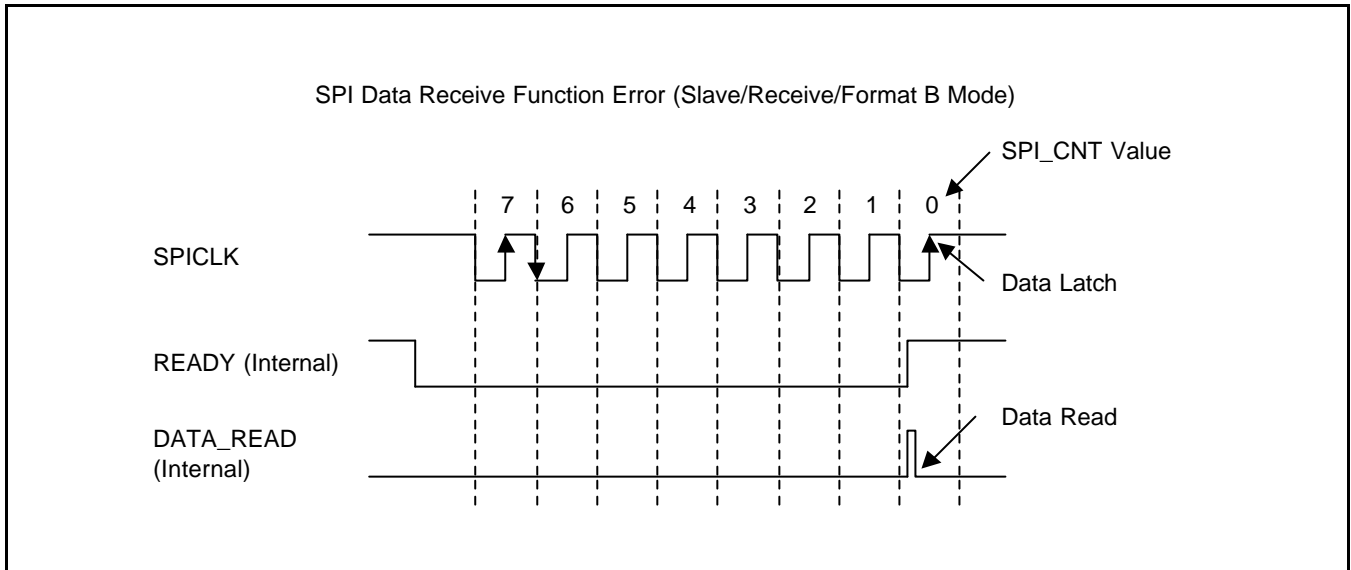 SPI Data Receive Function Error (Slave/Receive/Format B Mode)
SPI_CNT Value
7 6 5 4 3 2 1 0
SPICLK
Data Latch
READY (Internal)
Data Read
DATA_READ
(Internal)